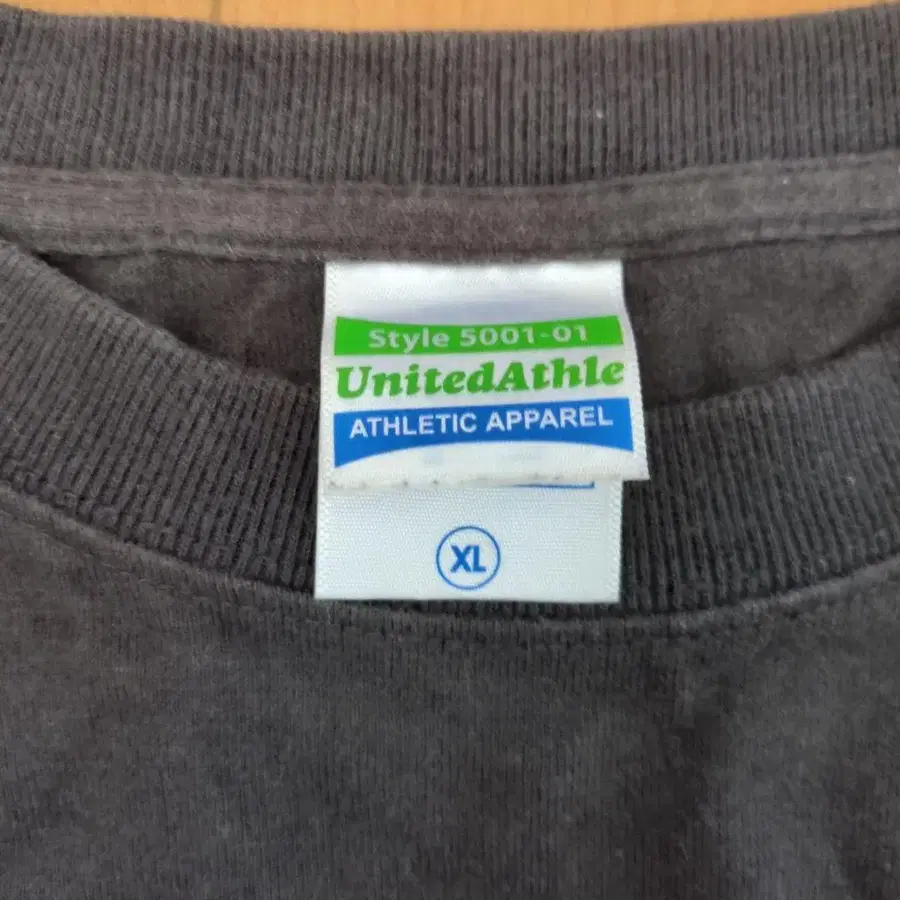 Style 5001-01
UnitedAthle
ATHLETIC APPAREL
XL